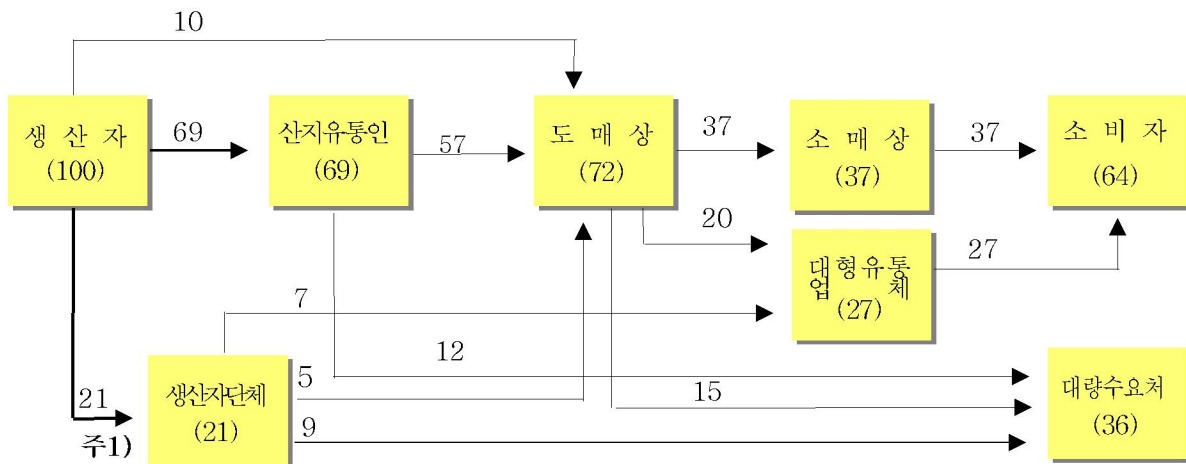 10
생 산 자
(100)
69
산지유통인
(69)
57
도 매 상
(72)
37
소 매 상
(37)
37
소 비 자
(64)
20
대형유통
업 체
(27)
27
7
12
21
주1)
생산자단체
(21)
5
9
15
대량수요처
(36)